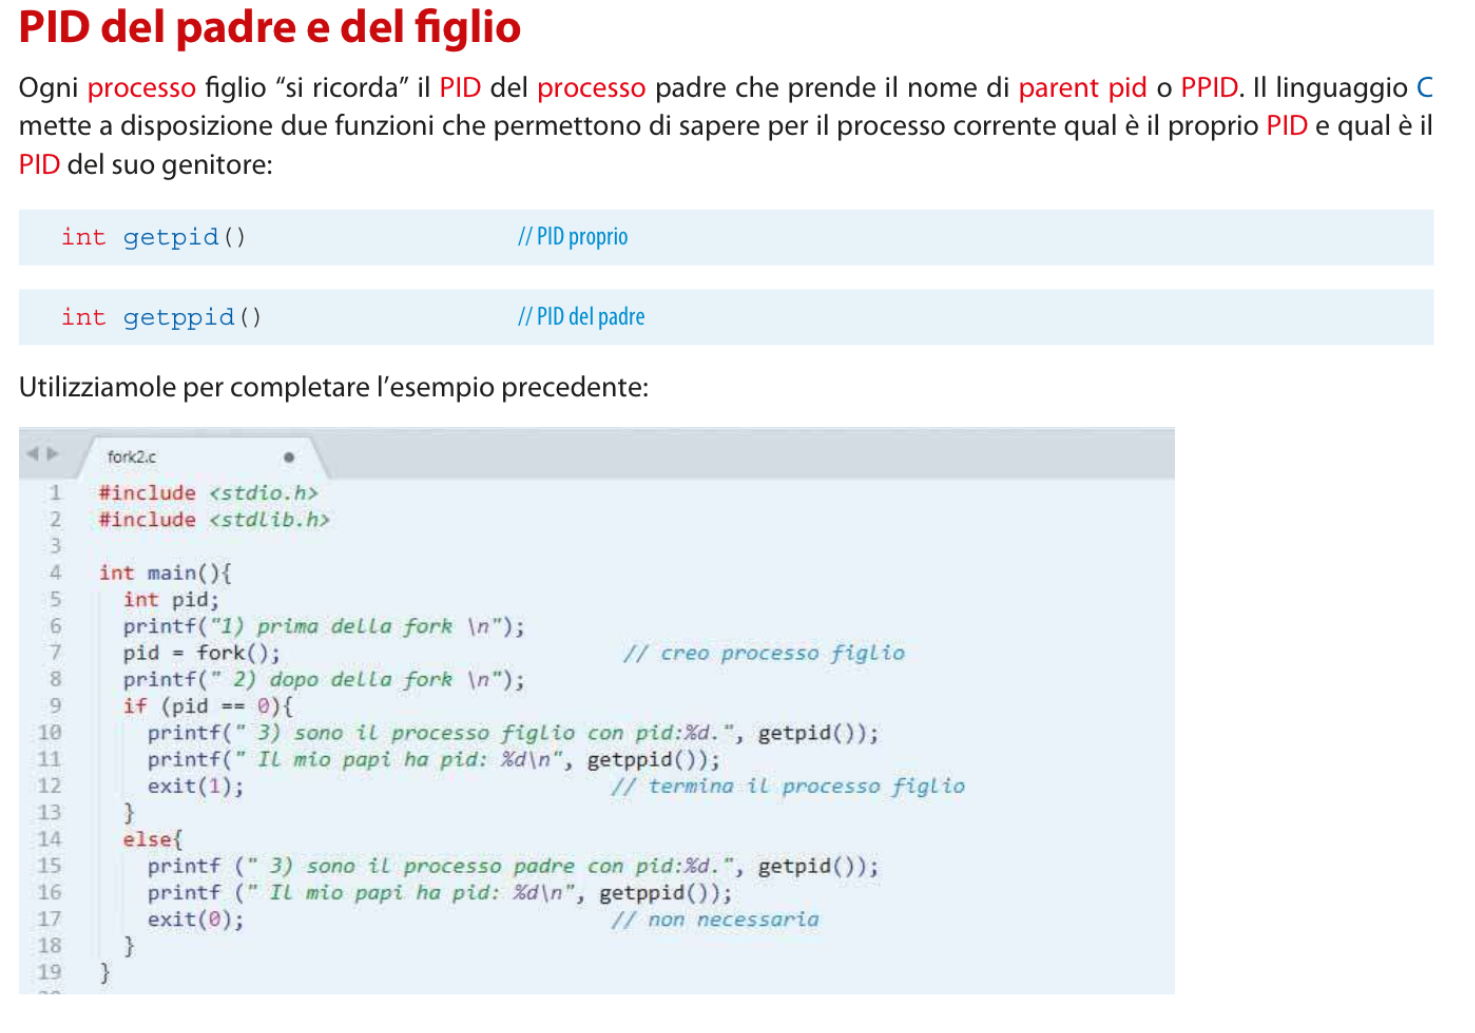 PID del padre e del figlio
Ogni processo figlio “si ricorda” il PID del processo padre che prende il nome di parent pid o PPID. Il linguaggio C
mette a disposizione due funzioni che permettono di sapere per il processo corrente qual è il proprio PID e qual è il
PID del suo genitore:
int getpid() // PID proprio
int getppid() // PID del padre
Utilizziamole per completare l’esempio precedente:
fork2.c
1 #include <stdio.h>
2 #include <stdlib.h>
3
4 int main(){
5 int pid;
6 printf("1) prima della fork \n");
7 pid = fork(); // creo processo figlio
8 printf(" 2) dopo della fork \n");
9 if (pid == 0){
10 printf(" 3) sono il processo figlio con pid:%d.", getpid());
11 printf(" Il mio papi ha pid: %d\n", getppid());
12 exit(1); // termina il processo figlio
13 }
14 else{
15 printf (" 3) sono il processo padre con pid:%d.", getpid());
16 printf (" Il mio papi ha pid: %d\n", getppid());
17 exit(0); // non necessaria
18 }
19 }